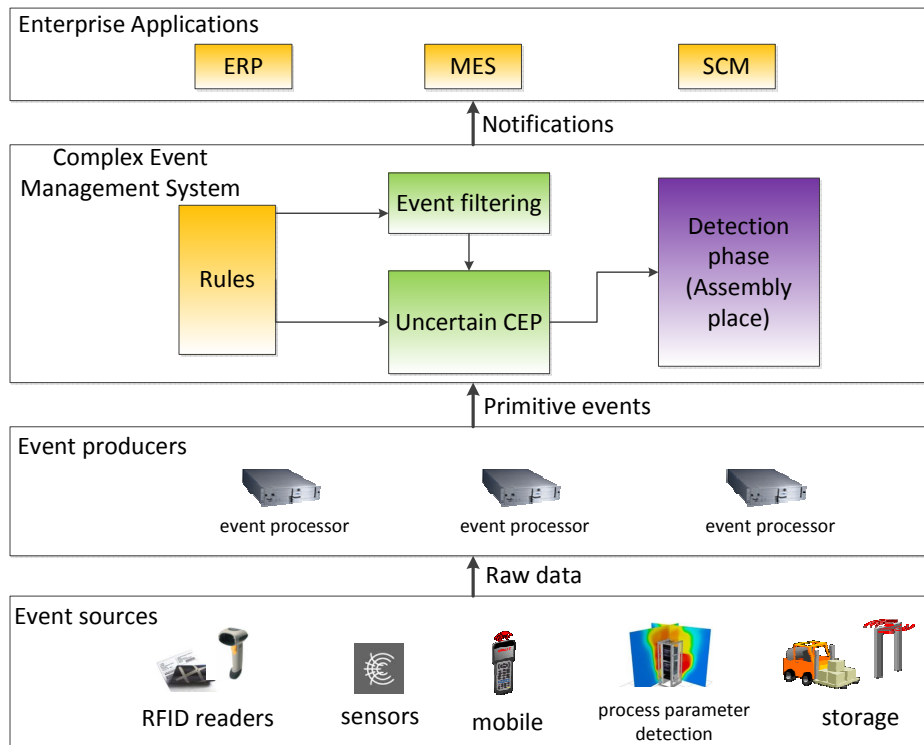 Enterprise Applications
ERP
MES
SCM
Notifications
Complex Event
Management System
Rules
Event filtering
Uncertain CEP
Detection
phase
(Assembly
place)
Primitive events
Event producers
event processor
event processor
event processor
Raw data
Event sources
RFID readers
sensors
mobile
process parameter
detection
storage